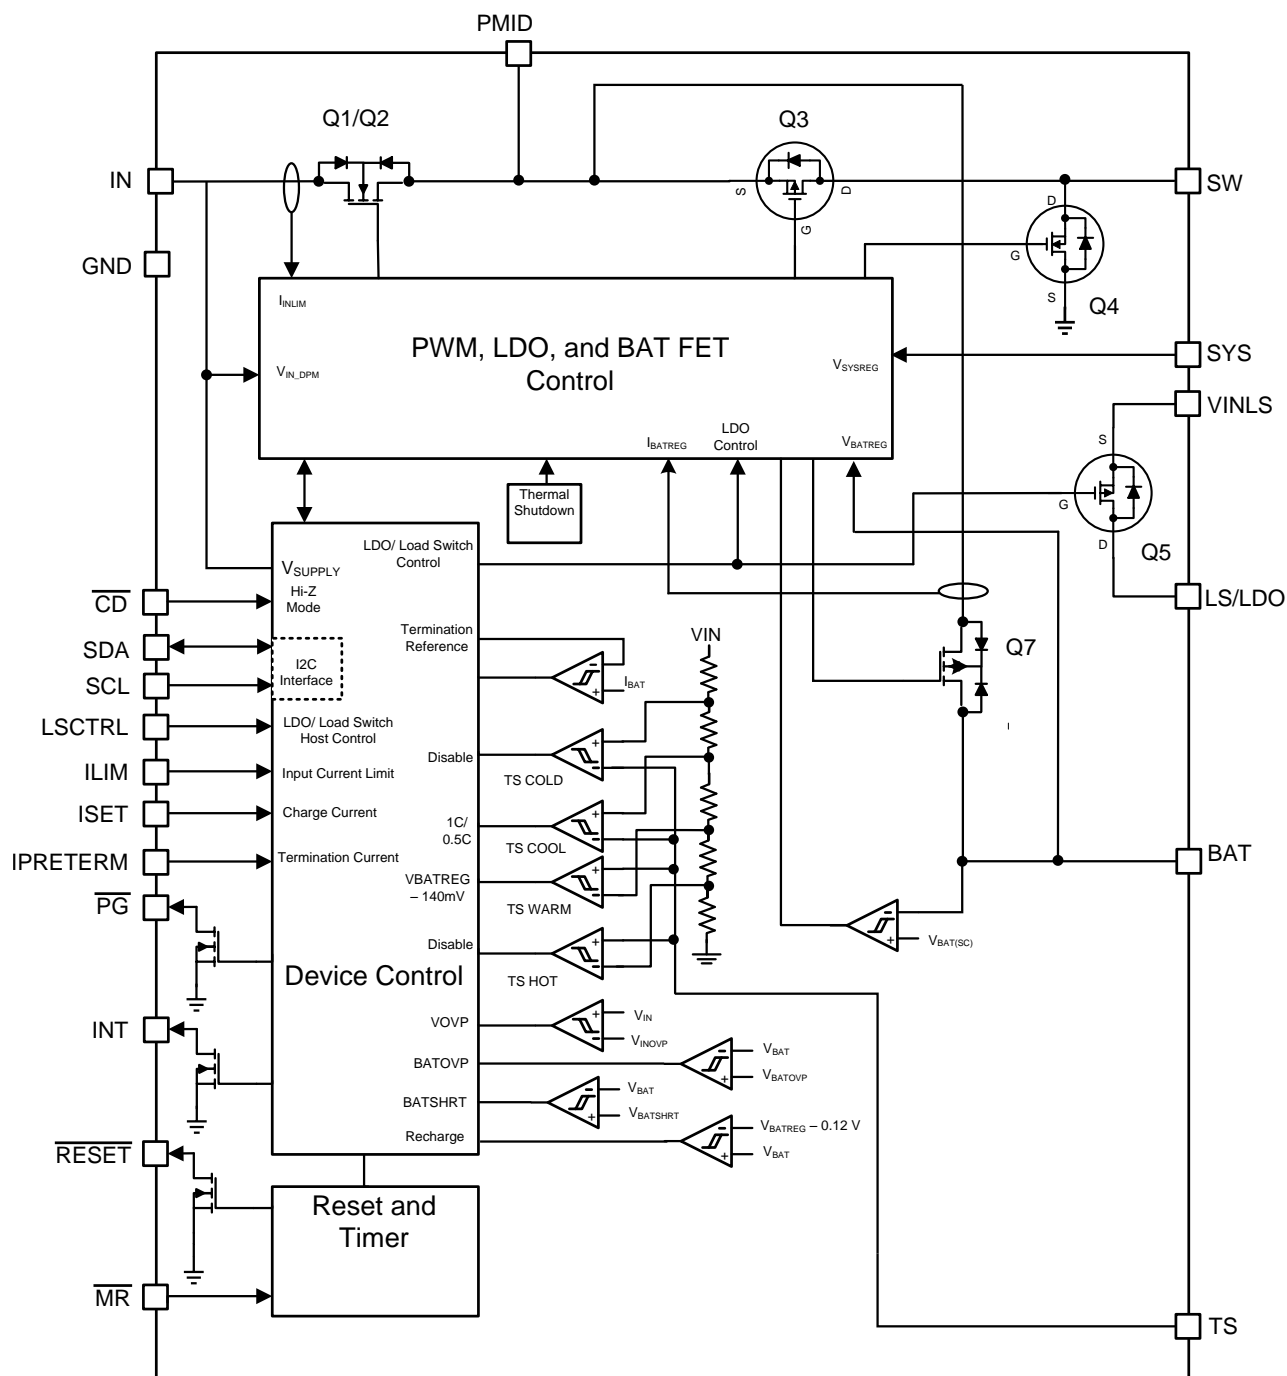 PMID
Q1/Q2
Q3
IN
S
D
G
SW
D
G
S
Q4
GND
I_INLIM
PWM, LDO, and BAT FET
Control
V_IN_DPM
V_SYSREG
SYS
VINLS
I_BATREG
LDO
Control
V_BATREG
S
G
D
Q5
Thermal
Shutdown
LDO/ Load Switch
Control
V_SUPPLY
Hi-Z
Mode
CD
LS/LDO
SDA
Termination
Reference
VIN
Q7
I2C
Interface
SCL
I_BAT
LSCTRL
LDO/ Load Switch
Host Control
Disable
TS COLD
ILIM
Input Current Limit
ISET
Charge Current
1C/
0.5C
TS COOL
IPRETERM
Termination Current
BAT
VBATREG
– 140mV
TS WARM
PG
V_BAT(SC)
Disable
Device Control
TS HOT
INT
VOVP
V_IN
V_INOVP
BATOVP
V_BAT
V_BATOVP
BATSHRT
V_BAT
V_BATSHRT
Recharge
V_BATREG – 0.12 V
V_BAT
RESET
Reset and
Timer
MR
TS